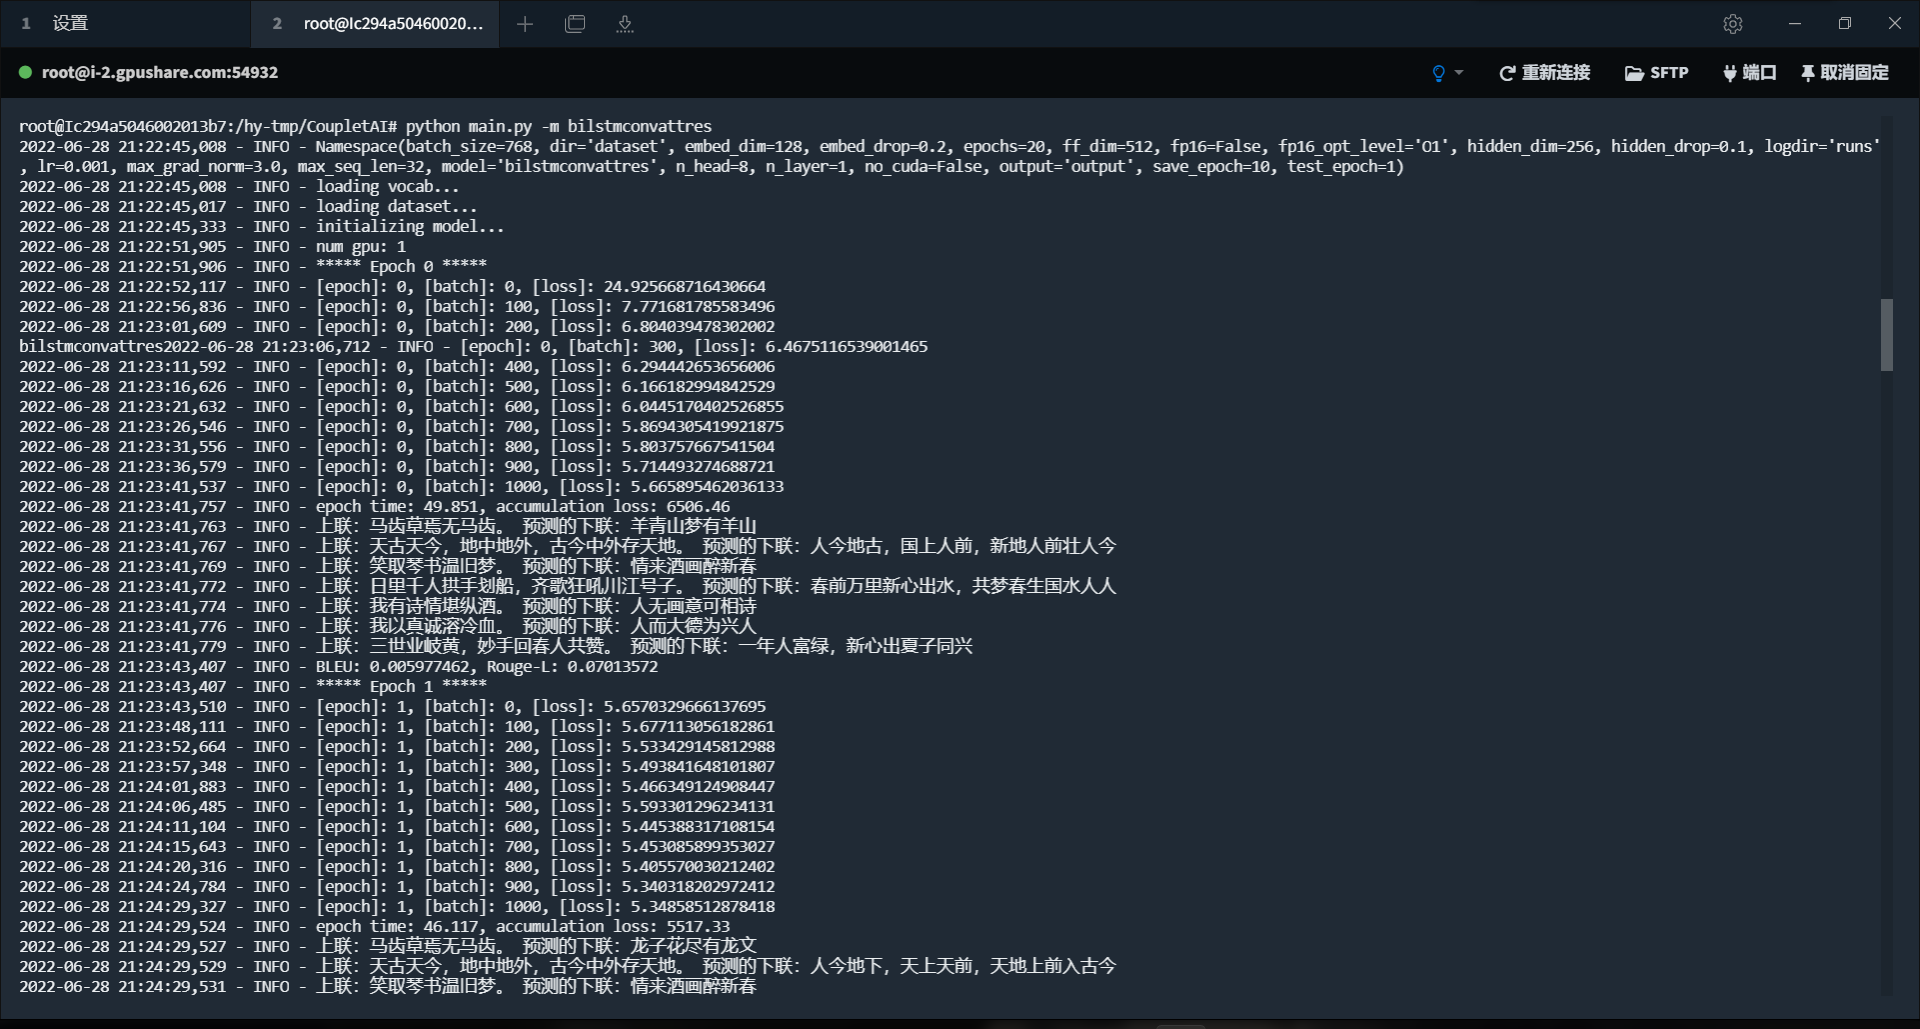 1 设置 2 root@Ic294a50460020...
root@i-2.gpushare.com:54932 重新连接 SFTP 端口 取消固定
root@Ic294a5046002013b7:/hy-tmp/CoupletAI# python main.py -m bilstmconvattres
2022-06-28 21:22:45,008 - INFO - Namespace(batch_size=768, dir='dataset', embed_dim=128, embed_drop=0.2, epochs=20, ff_dim=512, fp16=False, fp16_opt_level='O1', hidden_dim=256, hidden_drop=0.1, logdir='runs'
, lr=0.001, max_grad_norm=3.0, max_seq_len=32, model='bilstmconvattres', n_head=8, n_layer=1, no_cuda=False, output='output', save_epoch=10, test_epoch=1)
2022-06-28 21:22:45,008 - INFO - loading vocab...
2022-06-28 21:22:45,017 - INFO - loading dataset...
2022-06-28 21:22:45,333 - INFO - initializing model...
2022-06-28 21:22:51,905 - INFO - num gpu: 1
2022-06-28 21:22:51,906 - INFO - ***** Epoch 0 *****
2022-06-28 21:22:52,117 - INFO - [epoch]: 0, [batch]: 0, [loss]: 24.925668716430664
2022-06-28 21:22:56,836 - INFO - [epoch]: 0, [batch]: 100, [loss]: 7.771681785583496
2022-06-28 21:23:01,609 - INFO - [epoch]: 0, [batch]: 200, [loss]: 6.804039478302002
bilstmconvattres2022-06-28 21:23:06,712 - INFO - [epoch]: 0, [batch]: 300, [loss]: 6.4675116539001465
2022-06-28 21:23:11,592 - INFO - [epoch]: 0, [batch]: 400, [loss]: 6.294442653656006
2022-06-28 21:23:16,626 - INFO - [epoch]: 0, [batch]: 500, [loss]: 6.166182994842529
2022-06-28 21:23:21,632 - INFO - [epoch]: 0, [batch]: 600, [loss]: 6.0445170402526855
2022-06-28 21:23:26,546 - INFO - [epoch]: 0, [batch]: 700, [loss]: 5.8694305419921875
2022-06-28 21:23:31,556 - INFO - [epoch]: 0, [batch]: 800, [loss]: 5.803757667541504
2022-06-28 21:23:36,579 - INFO - [epoch]: 0, [batch]: 900, [loss]: 5.714493274688721
2022-06-28 21:23:41,537 - INFO - [epoch]: 0, [batch]: 1000, [loss]: 5.665895462036133
2022-06-28 21:23:41,757 - INFO - epoch time: 49.851, accumulation loss: 6506.46
2022-06-28 21:23:41,763 - INFO - 上联：马齿草焉无马齿。 预测的下联：羊青山梦有羊山
2022-06-28 21:23:41,767 - INFO - 上联：天古天今，地中地外，古今中外存天地。 预测的下联：人今地古，国上人前，新地人前壮人今
2022-06-28 21:23:41,769 - INFO - 上联：笑取琴书温旧梦。 预测的下联：情来酒画醉新春
2022-06-28 21:23:41,772 - INFO - 上联：日里千人拱手划船，齐歌狂吼川江号子。 预测的下联：春前万里新心出水，共梦春生国水人人
2022-06-28 21:23:41,774 - INFO - 上联：我有诗情堪纵酒。 预测的下联：人无画意可相诗
2022-06-28 21:23:41,776 - INFO - 上联：我以真诚溶冷血。 预测的下联：人而大德为兴人
2022-06-28 21:23:41,779 - INFO - 上联：三世业岐黄，妙手回春人共赞。 预测的下联：一年人富绿，新心出夏子同兴
2022-06-28 21:23:43,407 - INFO - BLEU: 0.005977462, Rouge-L: 0.07013572
2022-06-28 21:23:43,407 - INFO - ***** Epoch 1 *****
2022-06-28 21:23:43,510 - INFO - [epoch]: 1, [batch]: 0, [loss]: 5.6570329666137695
2022-06-28 21:23:48,111 - INFO - [epoch]: 1, [batch]: 100, [loss]: 5.677113056182861
2022-06-28 21:23:52,664 - INFO - [epoch]: 1, [batch]: 200, [loss]: 5.533429145812988
2022-06-28 21:23:57,348 - INFO - [epoch]: 1, [batch]: 300, [loss]: 5.493841648101807
2022-06-28 21:24:01,883 - INFO - [epoch]: 1, [batch]: 400, [loss]: 5.466349124908447
2022-06-28 21:24:06,485 - INFO - [epoch]: 1, [batch]: 500, [loss]: 5.593301296234131
2022-06-28 21:24:11,104 - INFO - [epoch]: 1, [batch]: 600, [loss]: 5.445388317108154
2022-06-28 21:24:15,643 - INFO - [epoch]: 1, [batch]: 700, [loss]: 5.453085899353027
2022-06-28 21:24:20,316 - INFO - [epoch]: 1, [batch]: 800, [loss]: 5.405570030212402
2022-06-28 21:24:24,784 - INFO - [epoch]: 1, [batch]: 900, [loss]: 5.340318202972412
2022-06-28 21:24:29,327 - INFO - [epoch]: 1, [batch]: 1000, [loss]: 5.34858512878418
2022-06-28 21:24:29,524 - INFO - epoch time: 46.117, accumulation loss: 5517.33
2022-06-28 21:24:29,527 - INFO - 上联：马齿草焉无马齿。 预测的下联：龙子花尽有龙文
2022-06-28 21:24:29,529 - INFO - 上联：天古天今，地中地外，古今中外存天地。 预测的下联：人今地下，天上天前，天地上前入古今
2022-06-28 21:24:29,531 - INFO - 上联：笑取琴书温旧梦。 预测的下联：情来酒画醉新春